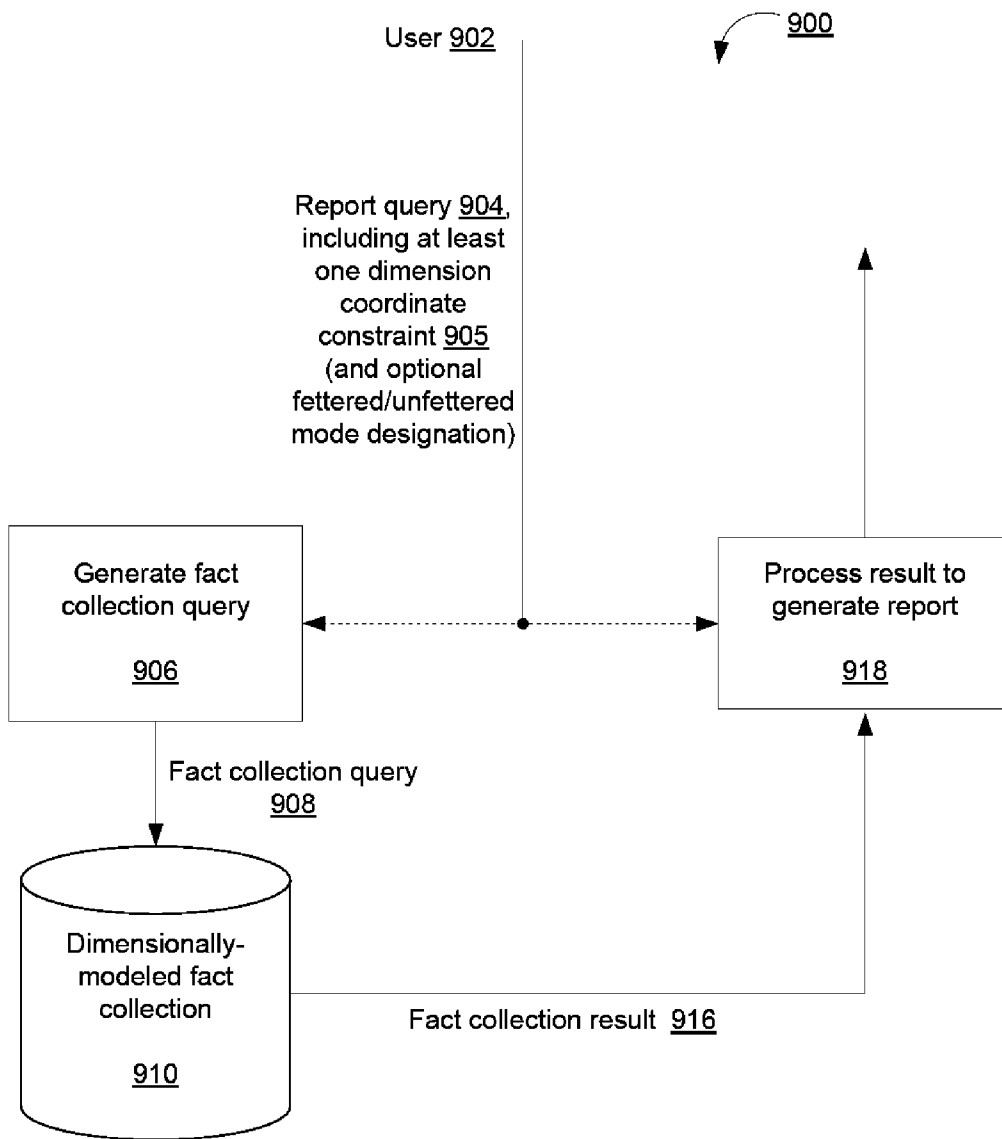 User 902
900
Report query 904,
including at least
one dimension
coordinate
constraint 905
(and optional
fettered/unfettered
mode designation)
Generate fact
collection query
906
Process result to
generate report
918
Fact collection query
908
Dimensionally-
modeled fact
collection
910
Fact collection result 916